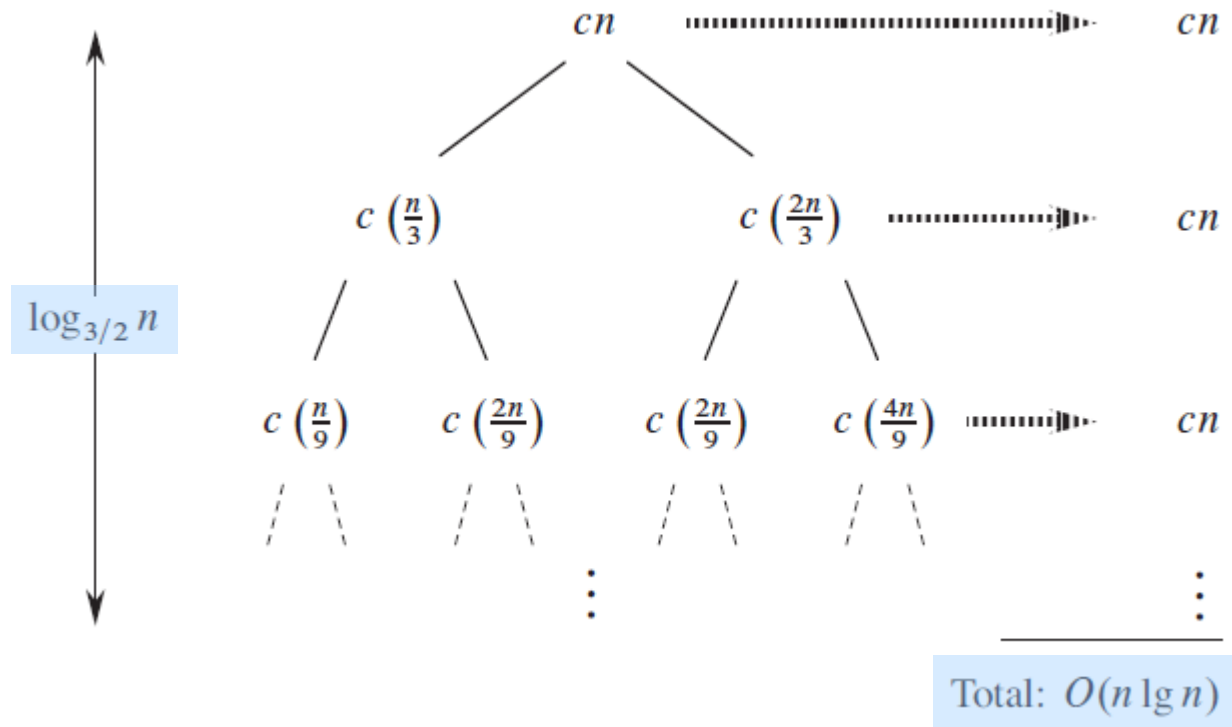 cn cn
c (n/3) c (2n/3) cn
log_{3/2} n
c (n/9) c (2n/9) c (2n/9) c (4n/9) cn
⋮ ⋮
Total: O(n lg n)